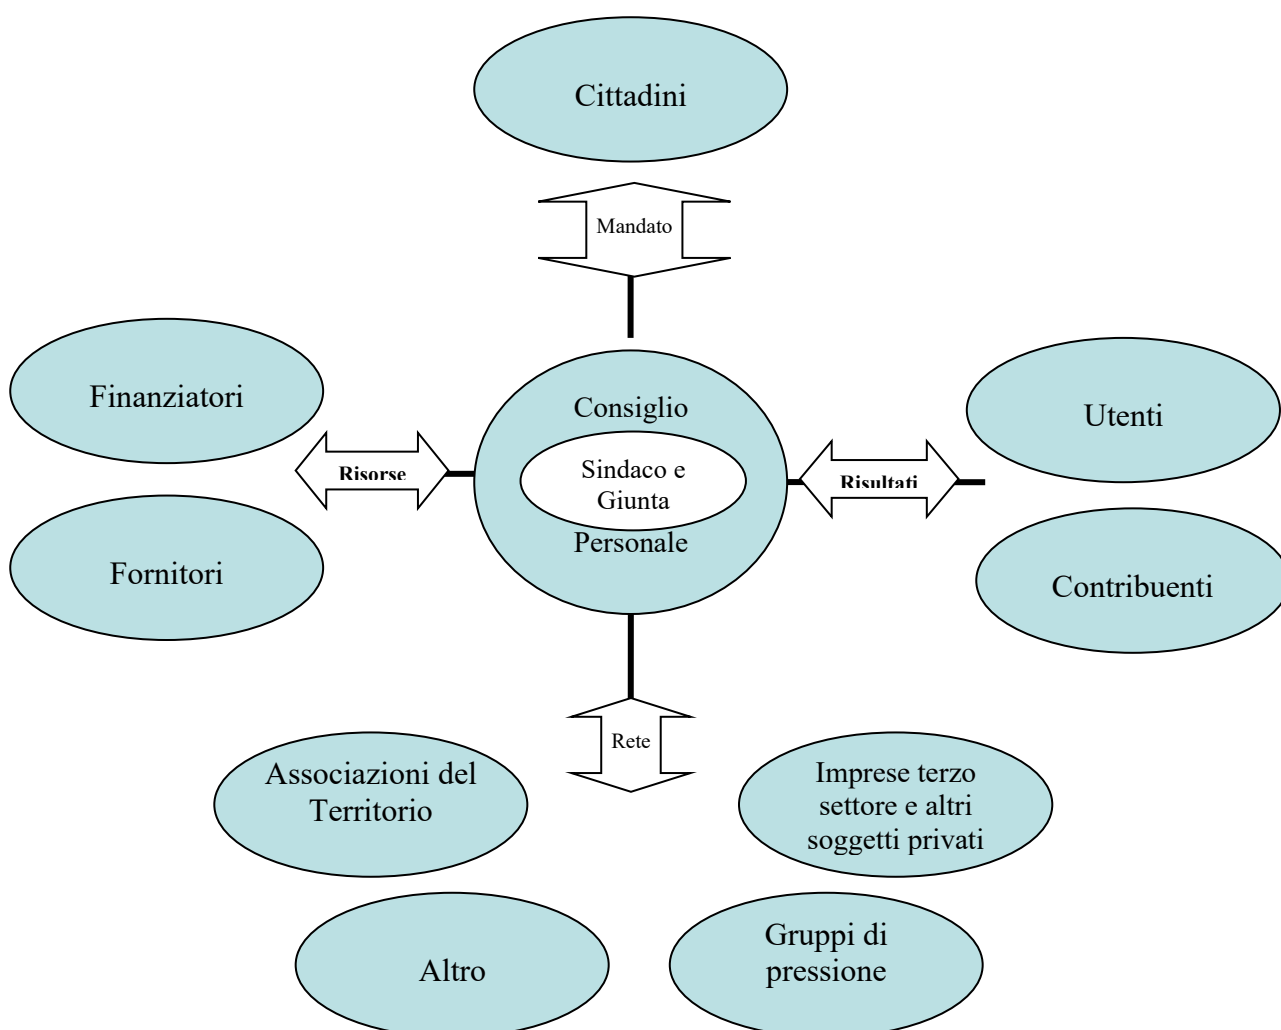 Cittadini
Mandato
Finanziatori
Consiglio
Utenti
Risorse
Sindaco e
Giunta
Risultati
Personale
Fornitori
Contribuenti
Rete
Associazioni del
Territorio
Imprese terzo
settore e altri
soggetti privati
Altro
Gruppi di
pressione